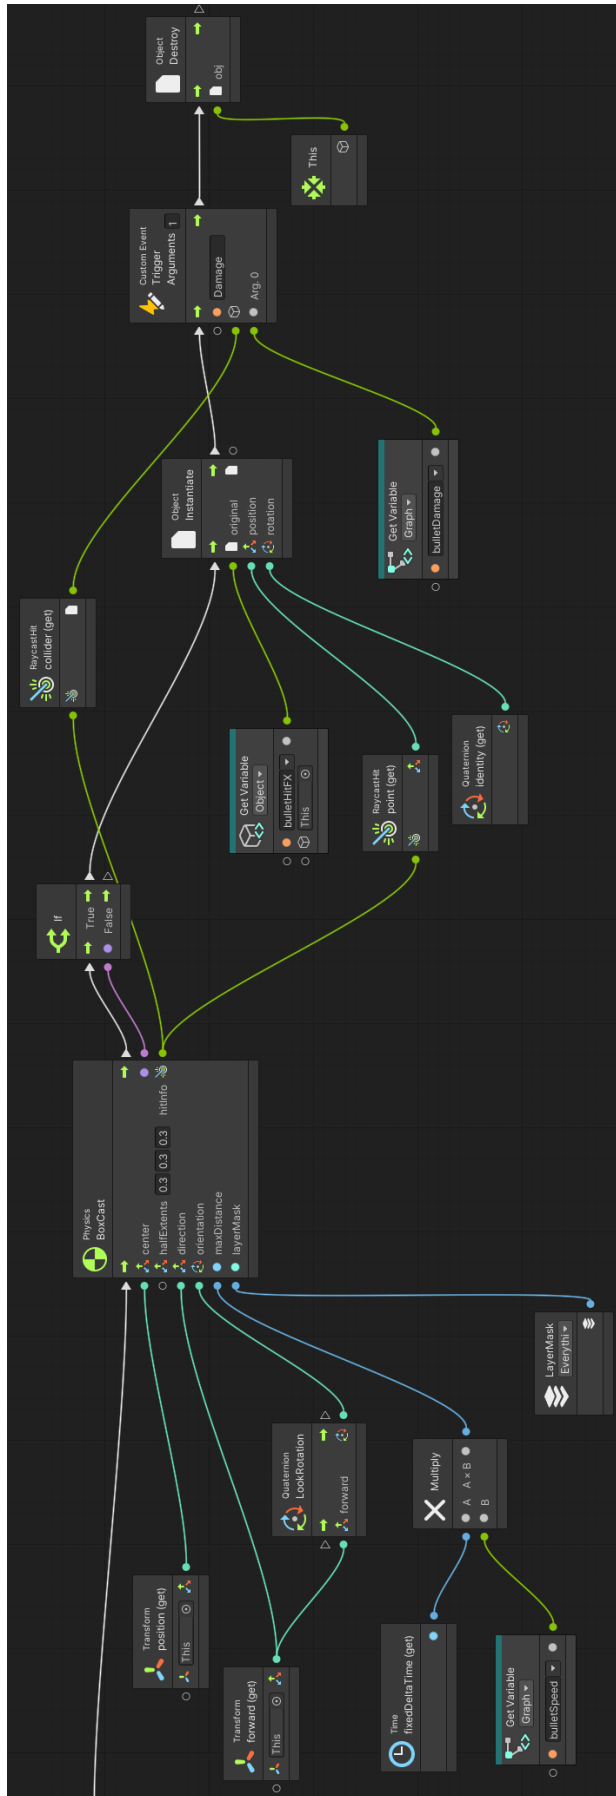 Transform
position (get)
This
Transform
forward (get)
This
Time
fixedDeltaTime (get)
Get Variable
Graph
bulletSpeed
Quaternion
LookRotation
forward
Multiply
A
A × B
B
LayerMask
Everythi
Physics
BoxCast
center
halfExtents
0.3
0.3
0.3
hitInfo
direction
orientation
maxDistance
layerMask
If
True
False
RaycastHit
collider (get)
Get Variable
Object
bulletHitFX
This
RaycastHit
point (get)
Quaternion
identity (get)
Object
Instantiate
original
position
rotation
Get Variable
Graph
bulletDamage
Custom Event
Trigger
Arguments 1
Damage
Arg. 0
This
Object
Destroy
obj